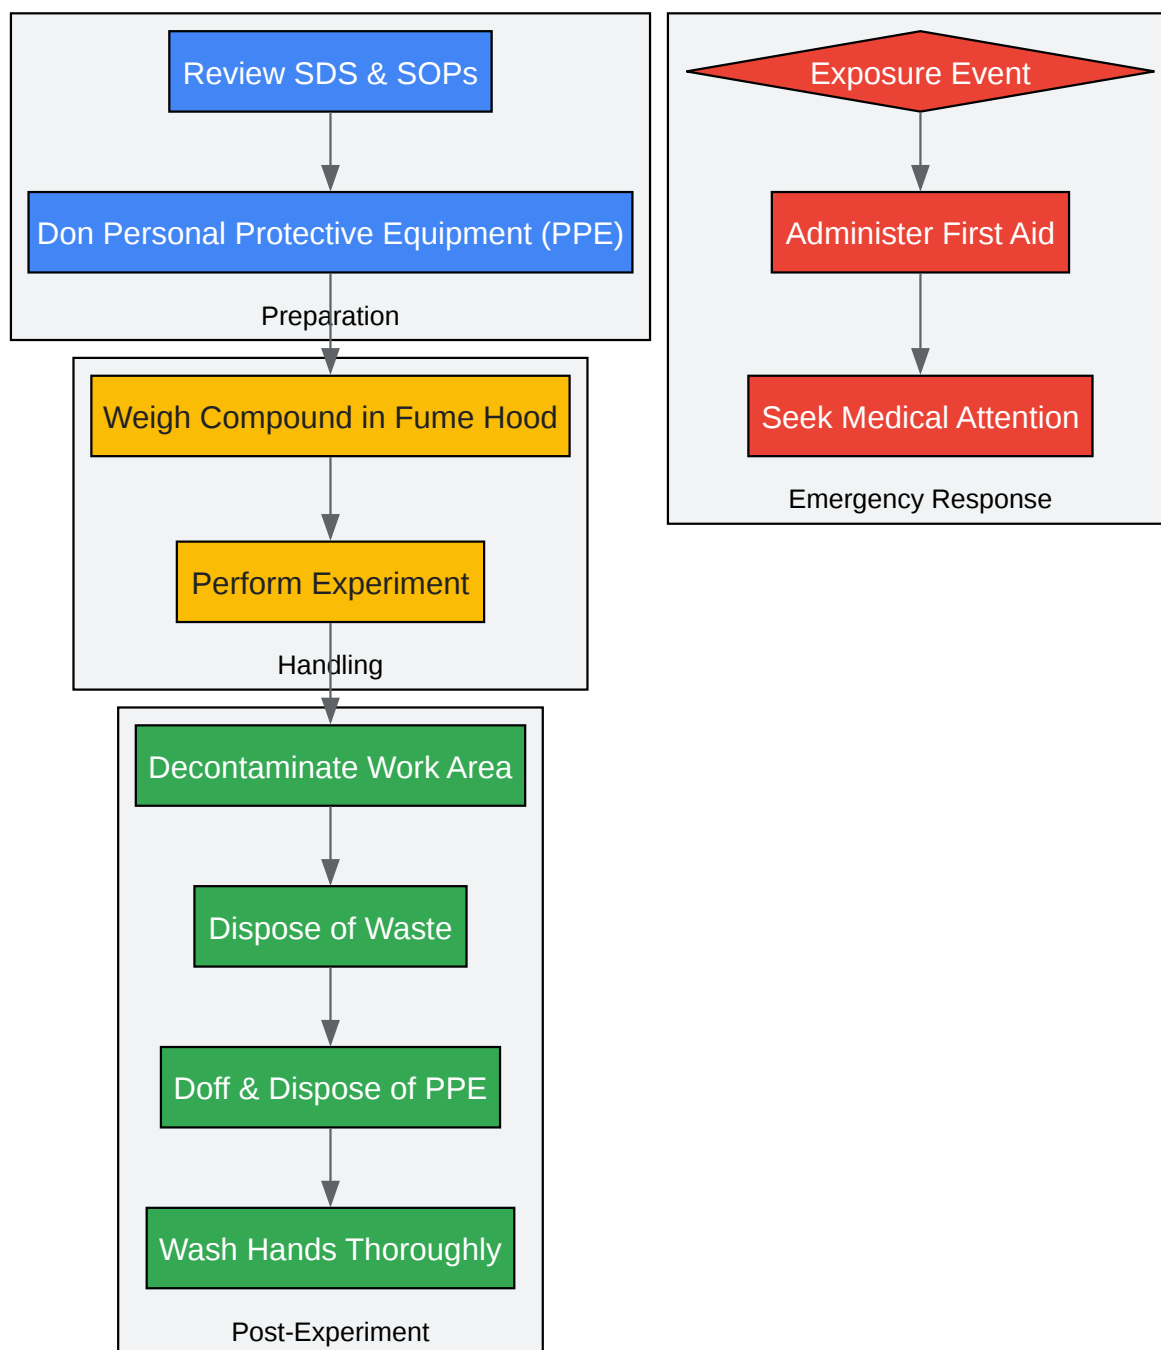 Review SDS & SOPs
Don Personal Protective Equipment (PPE)
Preparation
Weigh Compound in Fume Hood
Perform Experiment
Handling
Decontaminate Work Area
Dispose of Waste
Doff & Dispose of PPE
Wash Hands Thoroughly
Post-Experiment
Exposure Event
Administer First Aid
Seek Medical Attention
Emergency Response